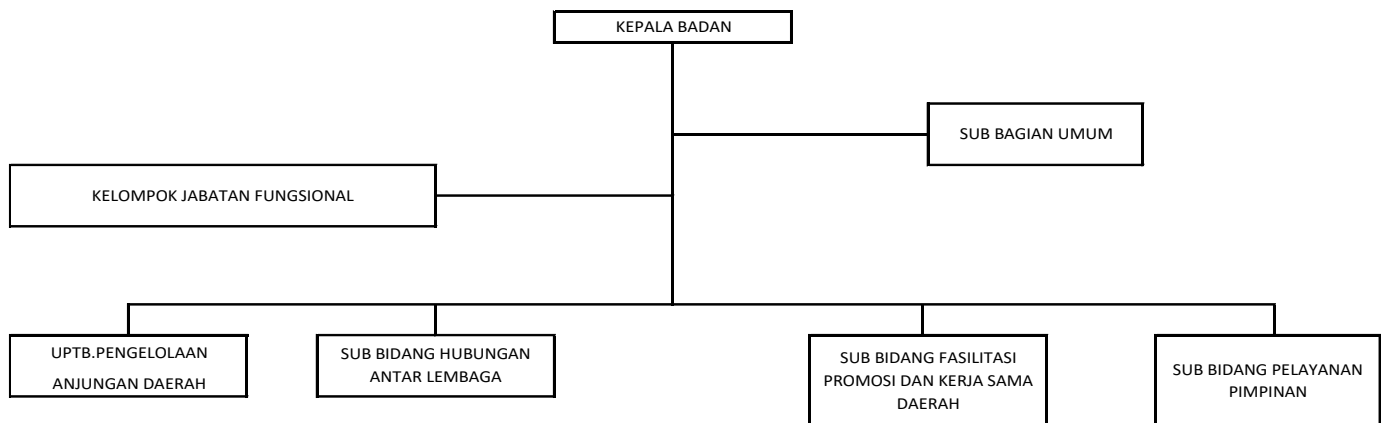 KEPALA BADAN
SUB BAGIAN UMUM
KELOMPOK JABATAN FUNGSIONAL
UPTB.PENGELOLAAN
ANJUNGAN DAERAH
SUB BIDANG HUBUNGAN
ANTAR LEMBAGA
SUB BIDANG FASILITASI
PROMOSI DAN KERJA SAMA
DAERAH
SUB BIDANG PELAYANAN
PIMPINAN